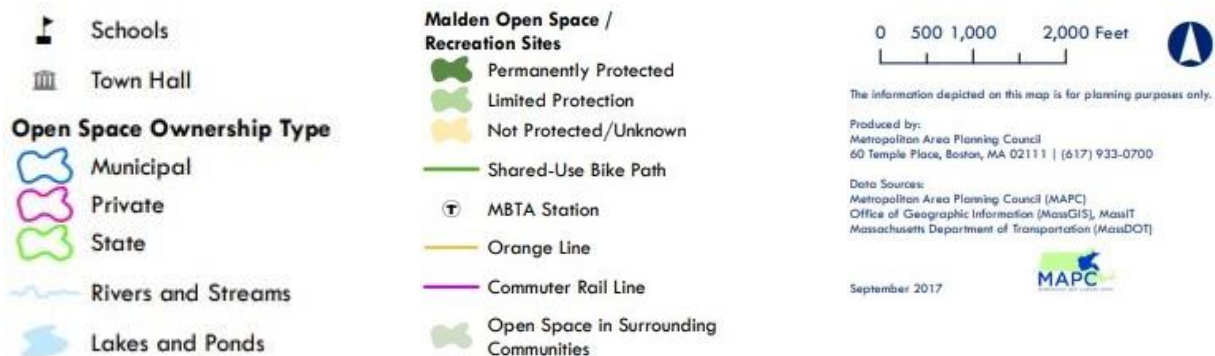 Schools
Town Hall
Open Space Ownership Type
Municipal
Private
State
Rivers and Streams
Lakes and Ponds
Malden Open Space /
Recreation Sites
Permanently Protected
Limited Protection
Not Protected/Unknown
Shared-Use Bike Path
T
MBTA Station
Orange Line
Commuter Rail Line
Open Space in Surrounding
Communities
0 500 1,000 2,000 Feet
The information depicted on this map is for planning purposes only.
Produced by:
Metropolitan Area Planning Council
60 Temple Place, Boston, MA 02111 | (617) 933-0700
Data Sources:
Metropolitan Area Planning Council (MAPC)
Office of Geographic Information (MassGIS), MassIT
Massachusetts Department of Transportation (MassDOT)
September 2017
MAPC